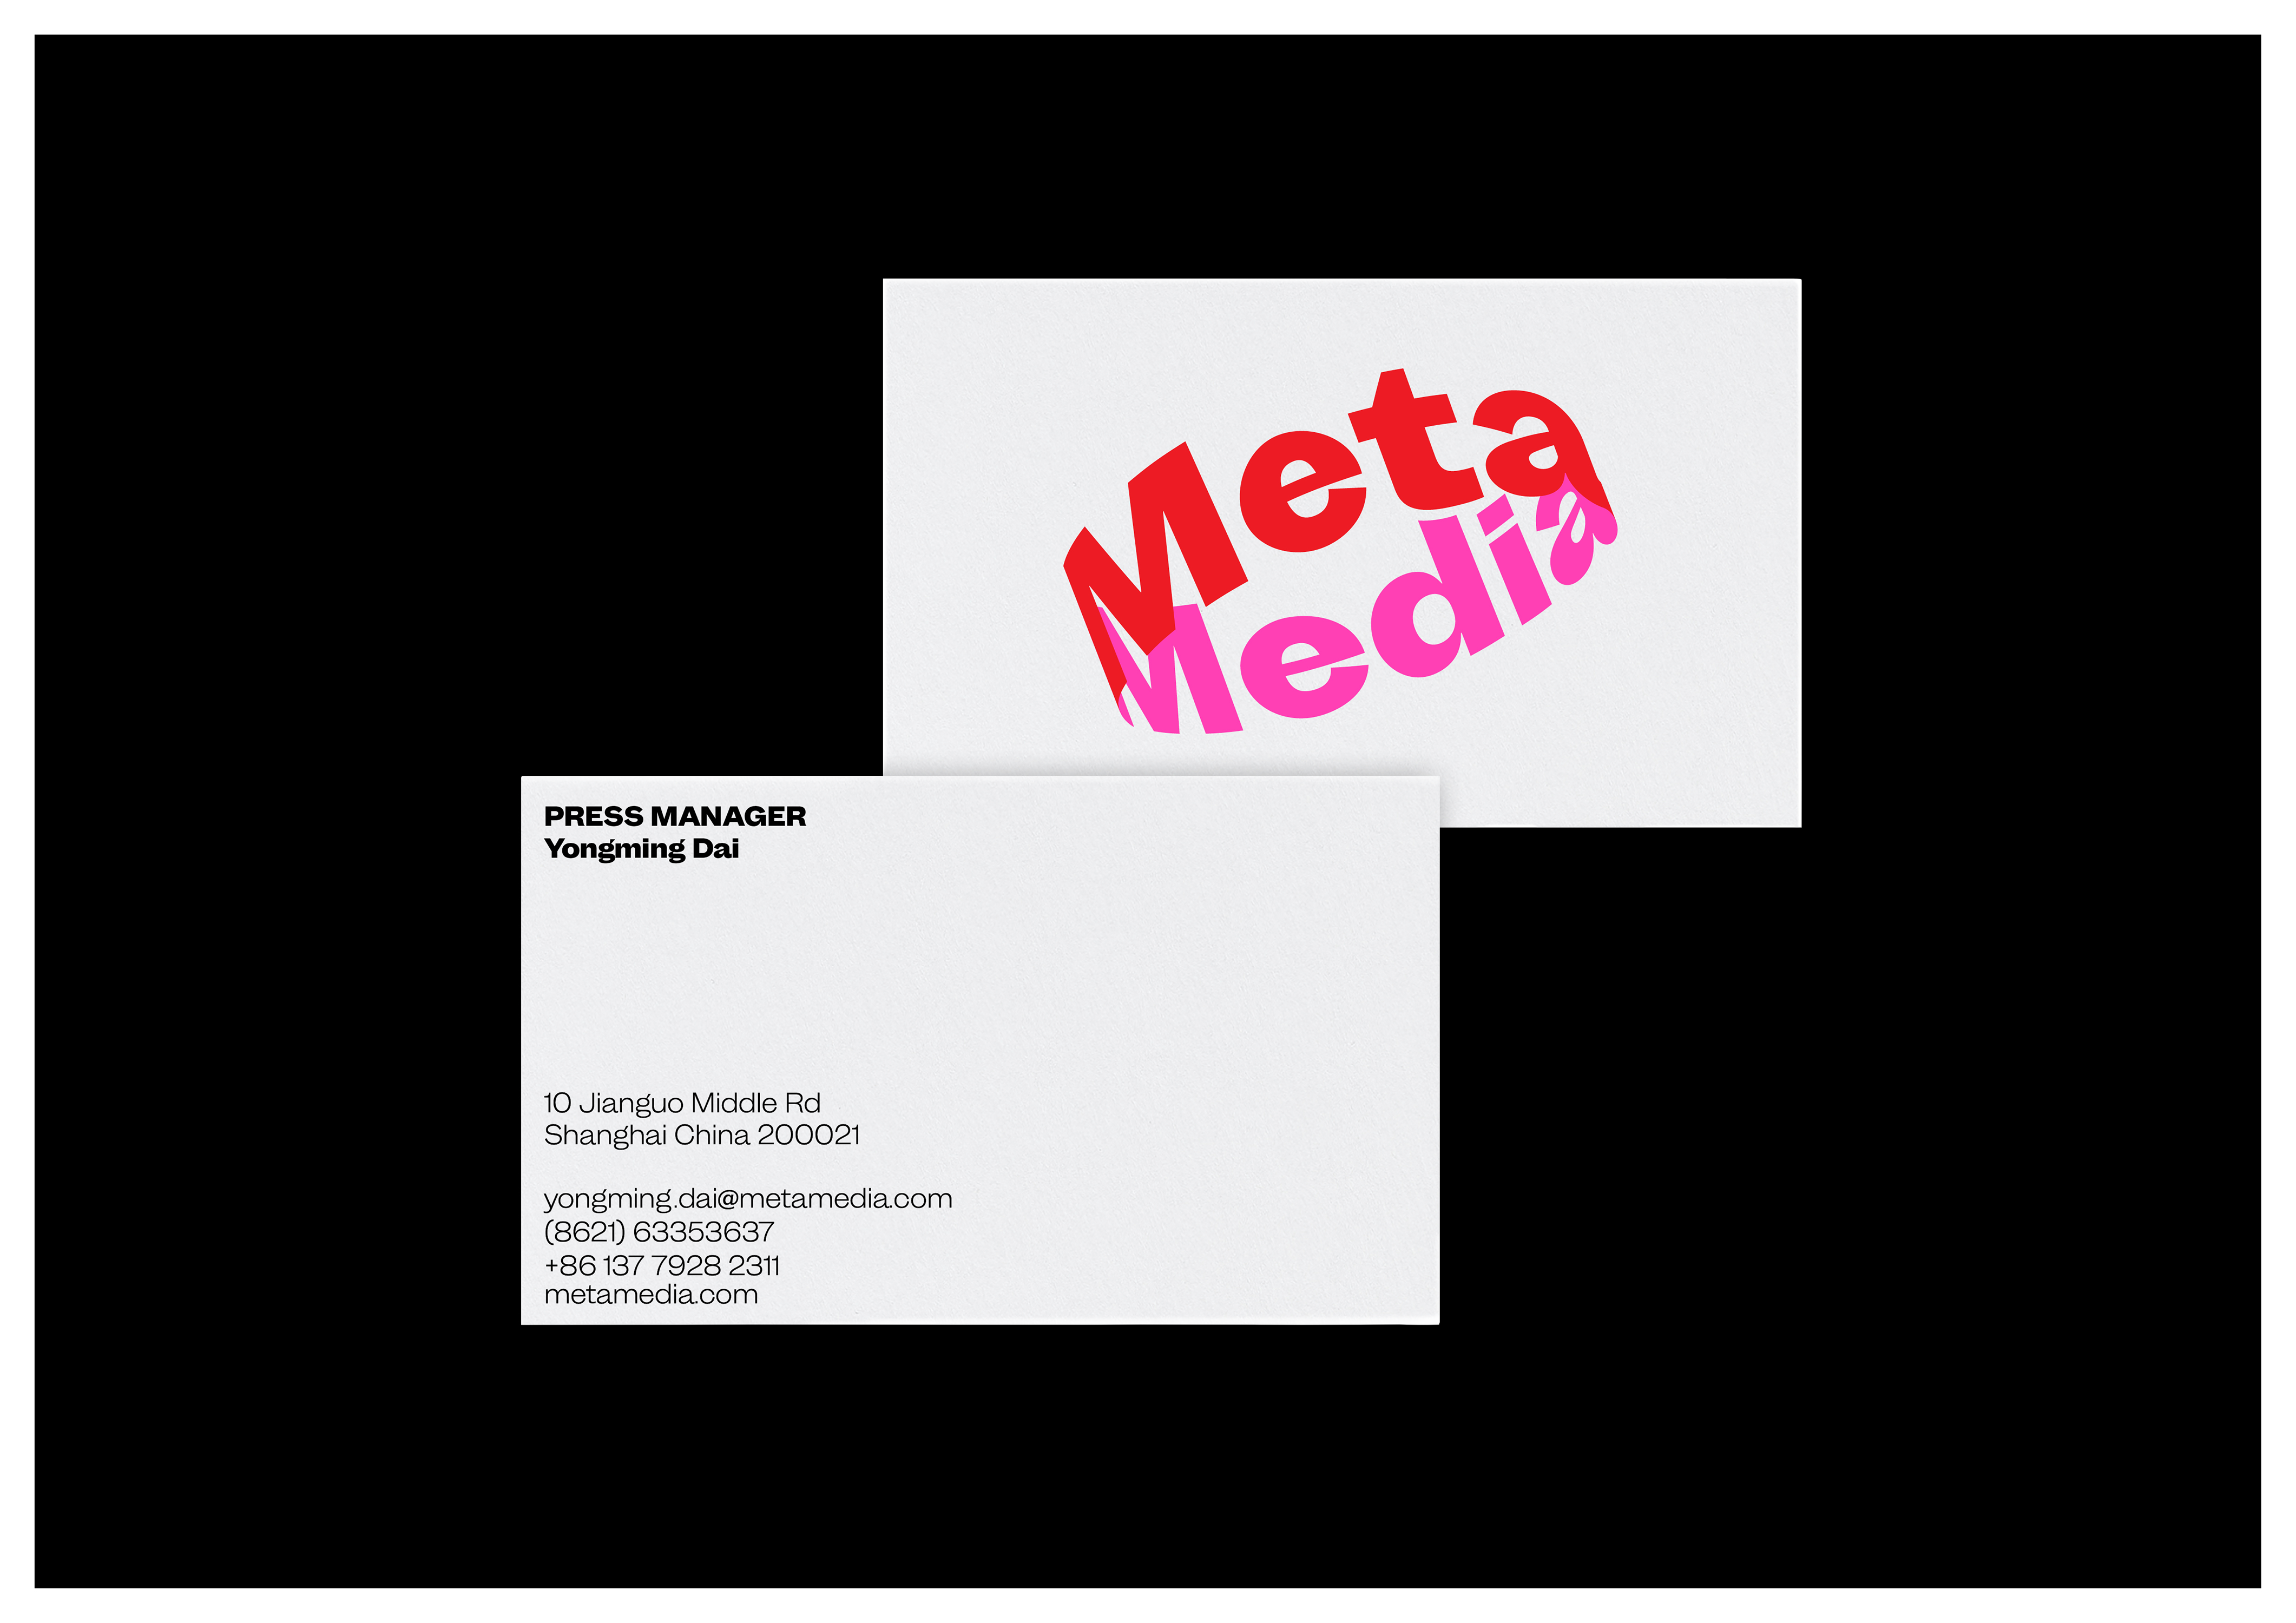 Meta
Media
PRESS MANAGER
Yongming Dai
10 Jianguo Middle Rd
Shanghai China 200021
yongming.dai@metamedia.com
(8621) 63353637
+86 137 7928 2311
metamedia.com